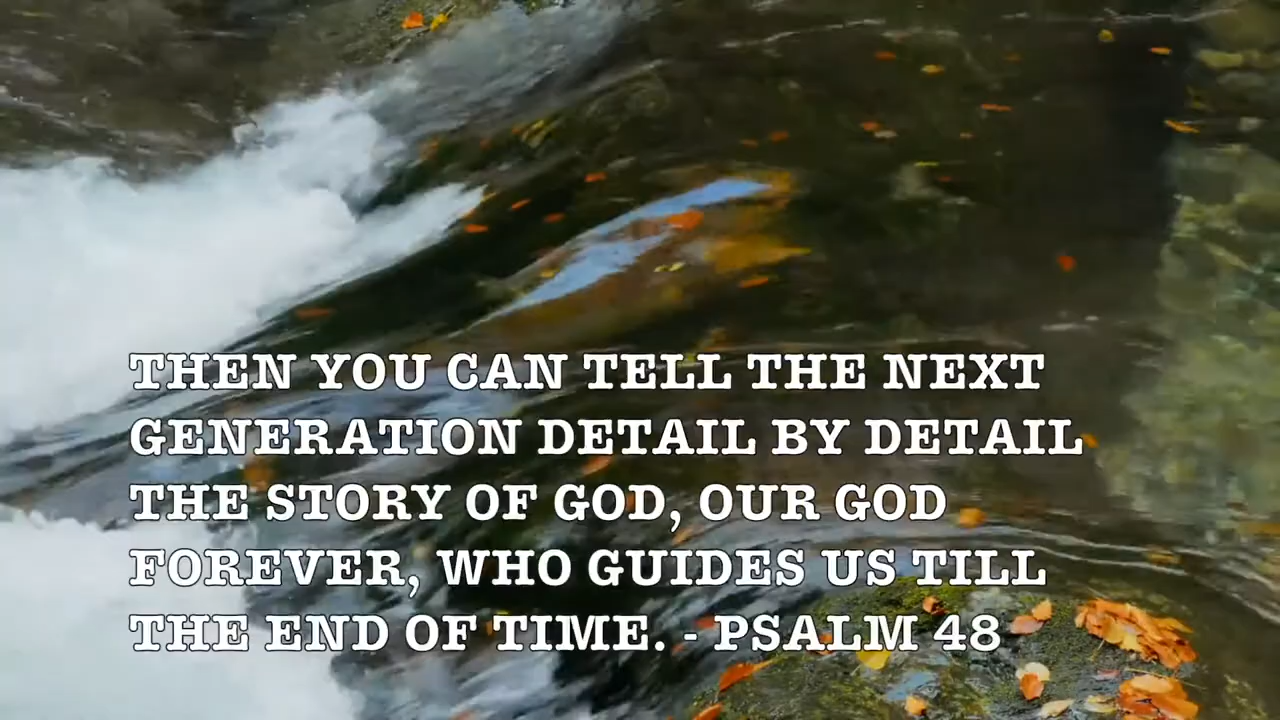 THEN YOU CAN TELL THE NEXT
GENERATION DETAIL BY DETAIL
THE STORY OF GOD, OUR GOD
FOREVER, WHO GUIDES US TILL
THE END OF TIME. - PSALM 48